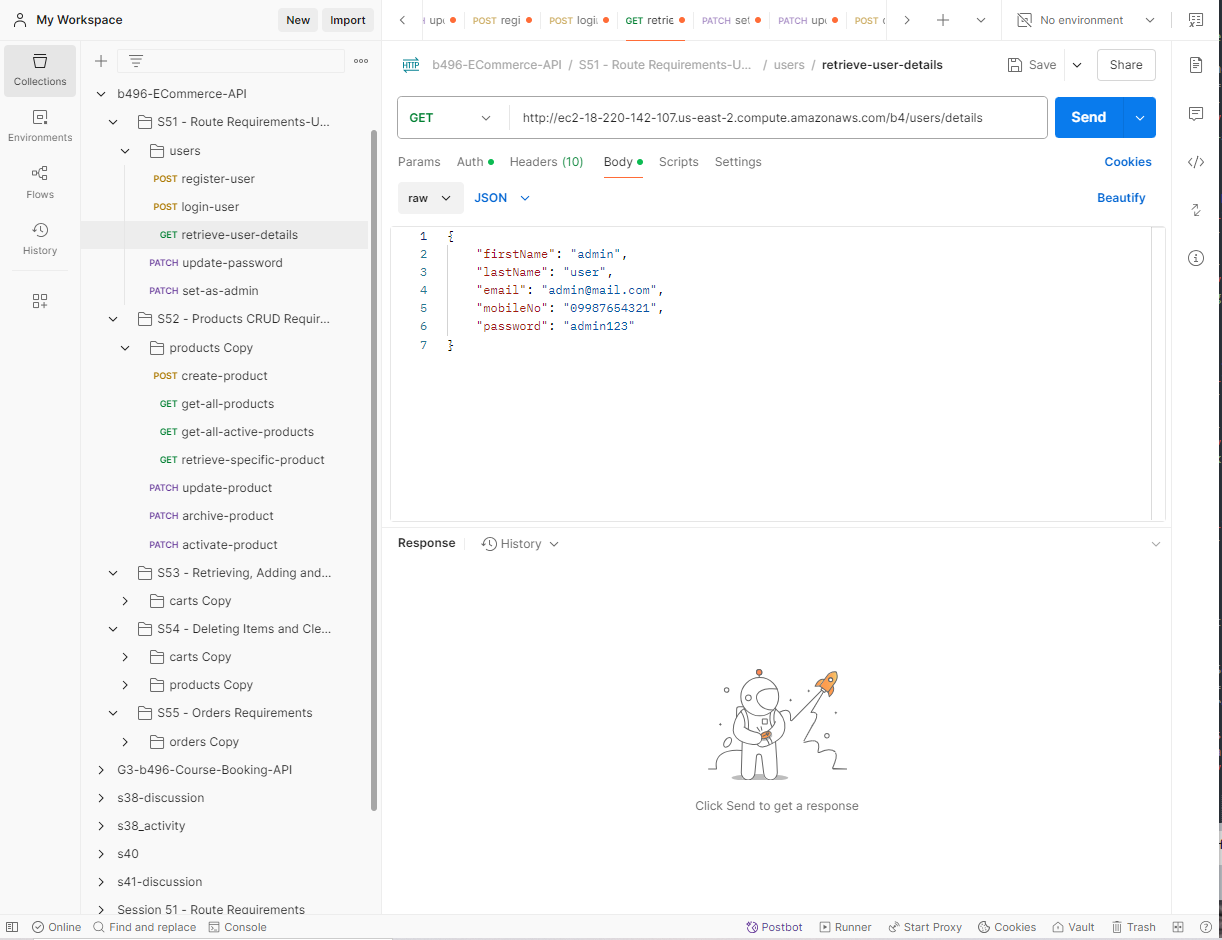 My Workspace
New
Import
POST regi
POST logi
GET retrie
PATCH set
PATCH up
POST
No environment
Collections
Environments
Flows
History
b496-ECommerce-API
S51 - Route Requirements-U...
users
POST register-user
POST login-user
GET retrieve-user-details
PATCH update-password
PATCH set-as-admin
S52 - Products CRUD Requir...
products Copy
POST create-product
GET get-all-products
GET get-all-active-products
GET retrieve-specific-product
PATCH update-product
PATCH archive-product
PATCH activate-product
S53 - Retrieving, Adding and...
carts Copy
S54 - Deleting Items and Cle...
carts Copy
products Copy
S55 - Orders Requirements
orders Copy
G3-b496-Course-Booking-API
s38-discussion
s38_activity
s40
s41-discussion
Session 51 - Route Requirements
HTTP b496-ECommerce-API / S51 - Route Requirements-U... / users / retrieve-user-details
Save
Share
GET
http://ec2-18-220-142-107.us-east-2.compute.amazonaws.com/b4/users/details
Send
Params Auth Headers (10) Body Scripts Settings
Cookies
raw JSON
Beautify
1 {
2 "firstName": "admin",
3 "lastName": "user",
4 "email": "admin@mail.com",
5 "mobileNo": "09987654321",
6 "password": "admin123"
7 }
Response History
Click Send to get a response
Online Find and replace Console
Postbot Runner Start Proxy Cookies Vault Trash